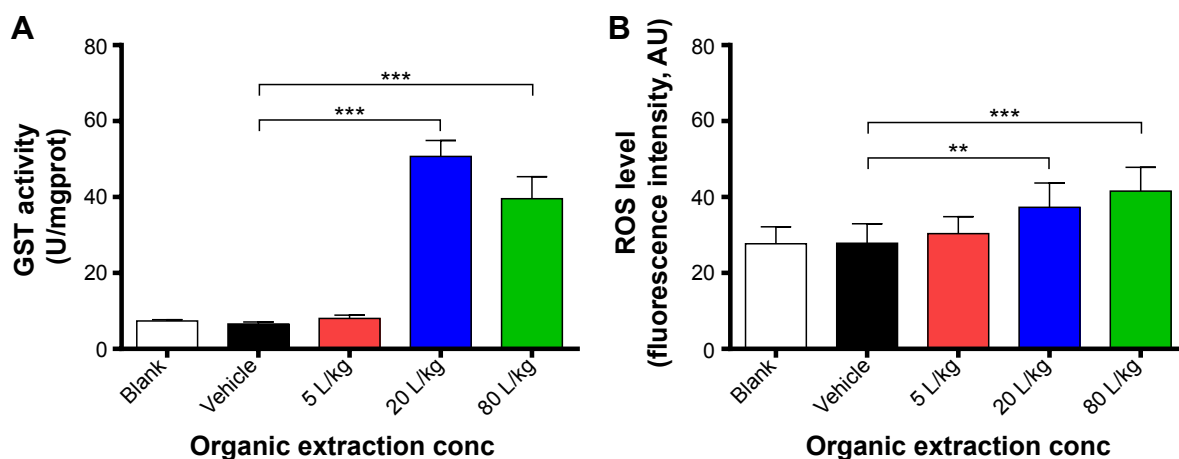 A
GST activity
(U/mgprot)
80
60
40
20
0
***
***
Blank
Vehicle
5 L/kg
20 L/kg
80 L/kg
Organic extraction conc
B
ROS level
(fluorescence intensity, AU)
80
60
40
20
0
***
**
Blank
Vehicle
5 L/kg
20 L/kg
80 L/kg
Organic extraction conc